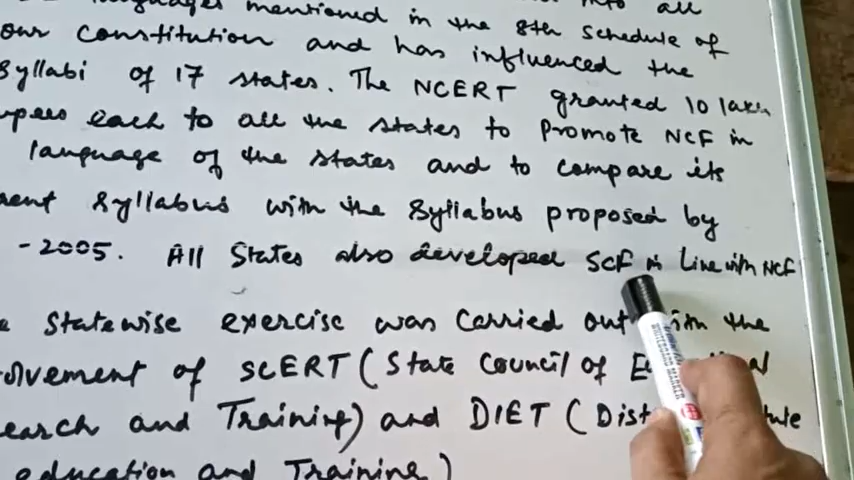 languages mentioned in the 8th Schedule of
our constitution and has influenced the
syllabi of 17 states. The NCERT granted 10 lakh
each to all the states to promote NCF in
language of the states and to compare its
syllabus with the syllabus proposed by
-2005. All States also developed SCF in line with NCF
statewise exercise was carried out with the
of SCERT (State Council of
and Training) and DIET (
education and Training)